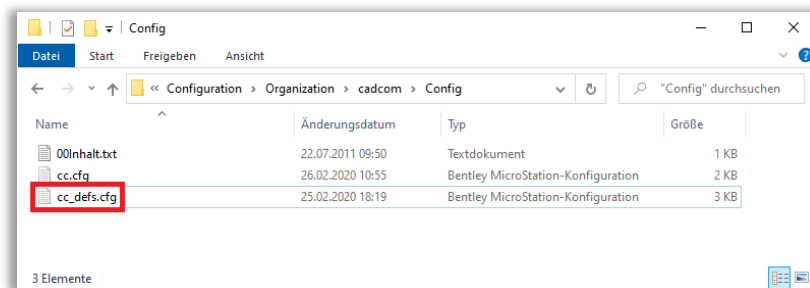 Config
Datei Start Freigeben Ansicht
« Configuration › Organization › cadcom › Config
"Config" durchsuchen
Name Änderungsdatum Typ Größe
00Inhalt.txt 22.07.2011 09:50 Textdokument 1 KB
cc.cfg 26.02.2020 10:55 Bentley MicroStation-Konfiguration 2 KB
cc_defs.cfg 25.02.2020 18:19 Bentley MicroStation-Konfiguration 3 KB
3 Elemente